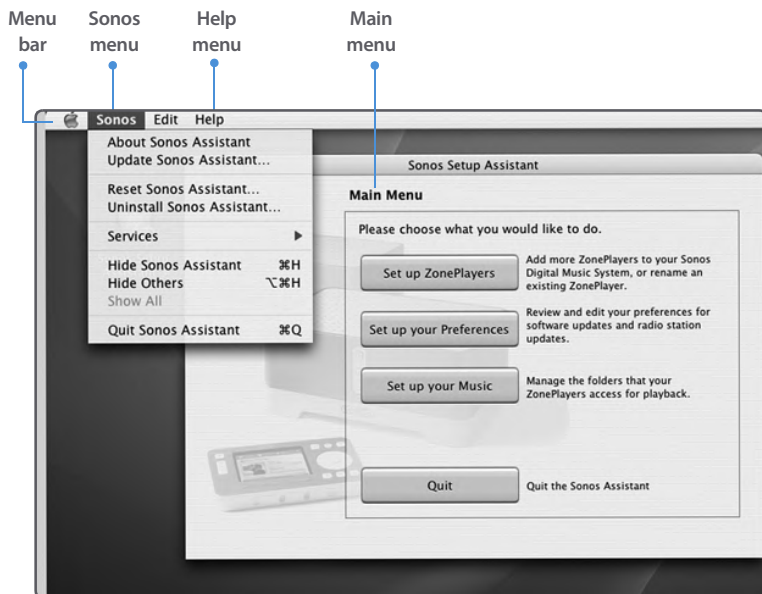 Menu bar
Sonos menu
Help menu
Main menu
Sonos Edit Help
About Sonos Assistant
Update Sonos Assistant...
Reset Sonos Assistant...
Uninstall Sonos Assistant...
Services
Hide Sonos Assistant ⌘H
Hide Others ⌥⌘H
Show All
Quit Sonos Assistant ⌘Q
Sonos Setup Assistant
Main Menu
Please choose what you would like to do.
Set up ZonePlayers
Add more ZonePlayers to your Sonos
Digital Music System, or rename an
existing ZonePlayer.
Set up your Preferences
Review and edit your preferences for
software updates and radio station
updates.
Set up your Music
Manage the folders that your
ZonePlayers access for playback.
Quit
Quit the Sonos Assistant